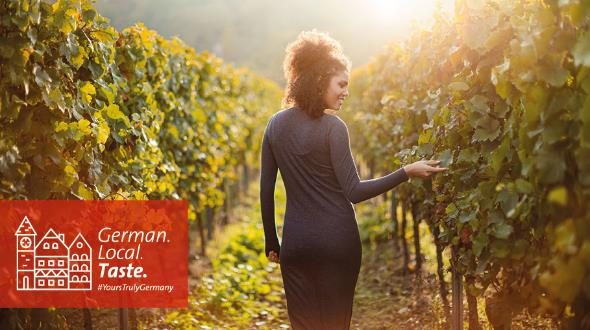 German.
Local.
Taste.
#YoursTrulyGermany